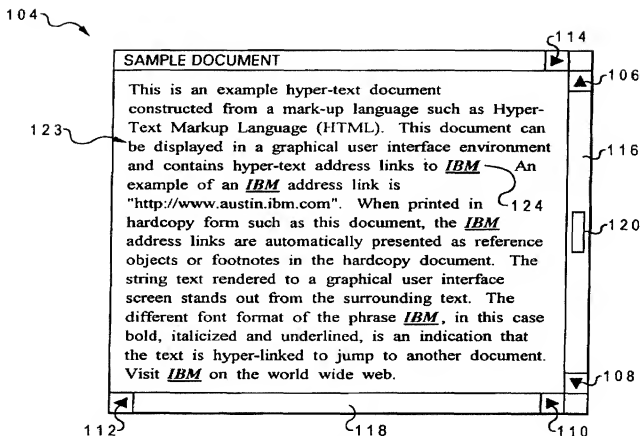 104
114
SAMPLE DOCUMENT
106
This is an example hyper-text document
constructed from a mark-up language such as Hyper-
123
Text Markup Language (HTML). This document can
be displayed in a graphical user interface environment
116
and contains hyper-text address links to IBM An
example of an IBM address link is
"http://www.austin.ibm.com". When printed in
124
120
hardcopy form such as this document, the IBM
address links are automatically presented as reference
objects or footnotes in the hardcopy document. The
string text rendered to a graphical user interface
screen stands out from the surrounding text. The
different font format of the phrase IBM, in this case
bold, italicized and underlined, is an indication that
the text is hyper-linked to jump to another document.
Visit IBM on the world wide web.
108
112
118
110